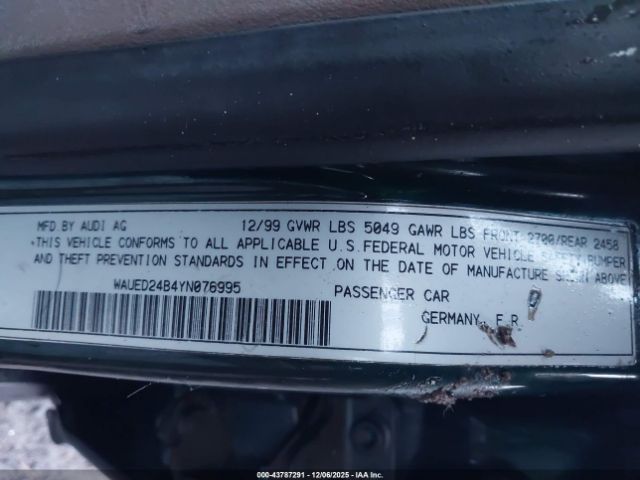 MFD BY AUDI AG 12/99 GVWR LBS 5049 GAWR LBS FRONT 2700/REAR 2458
THIS VEHICLE CONFORMS TO ALL APPLICABLE U.S.FEDERAL MOTOR VEHICLE SAFETY BUMPER
AND THEFT PREVENTION STANDARDS IN EFFECT ON THE DATE OF MANUFACTURE SHOWN ABOVE
WAUED24B4YN076995 PASSENGER CAR
GERMANY, F.R.
000-43787291 - 12/06/2025 - IAA Inc.